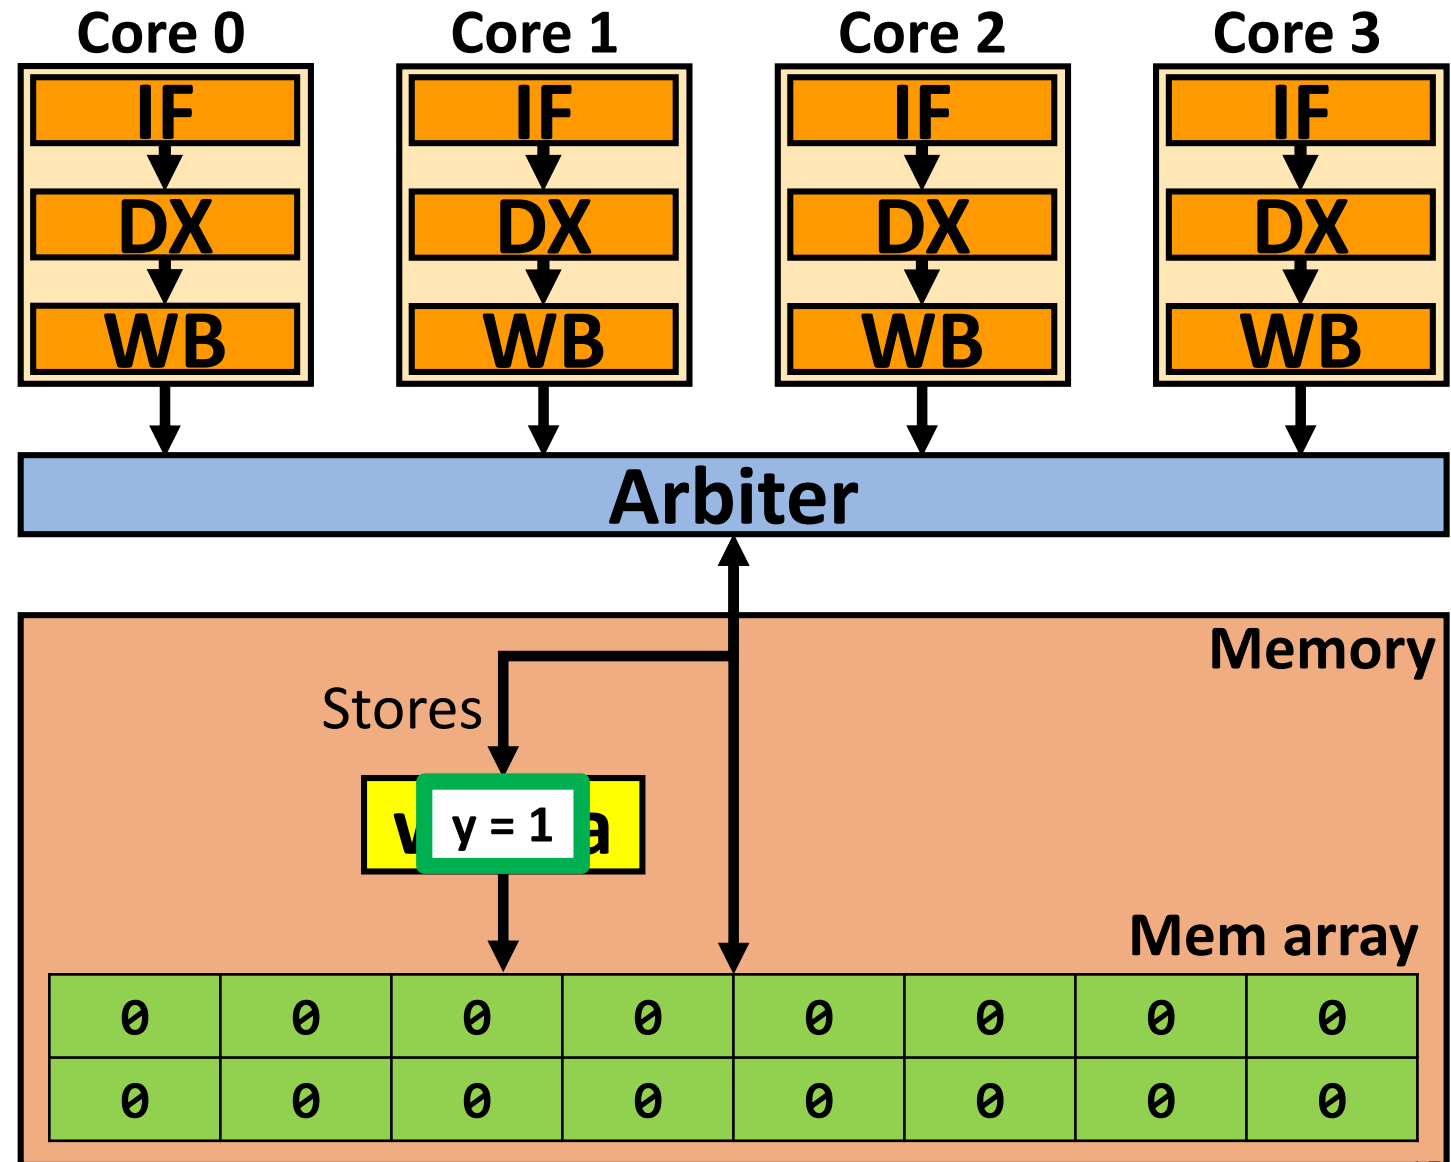 Core 0 Core 1 Core 2 Core 3
IF IF IF IF
DX DX DX DX
WB WB WB WB
Arbiter
Memory
Stores
y = 1
Mem array
0 0 0 0 0 0 0 0
0 0 0 0 0 0 0 0